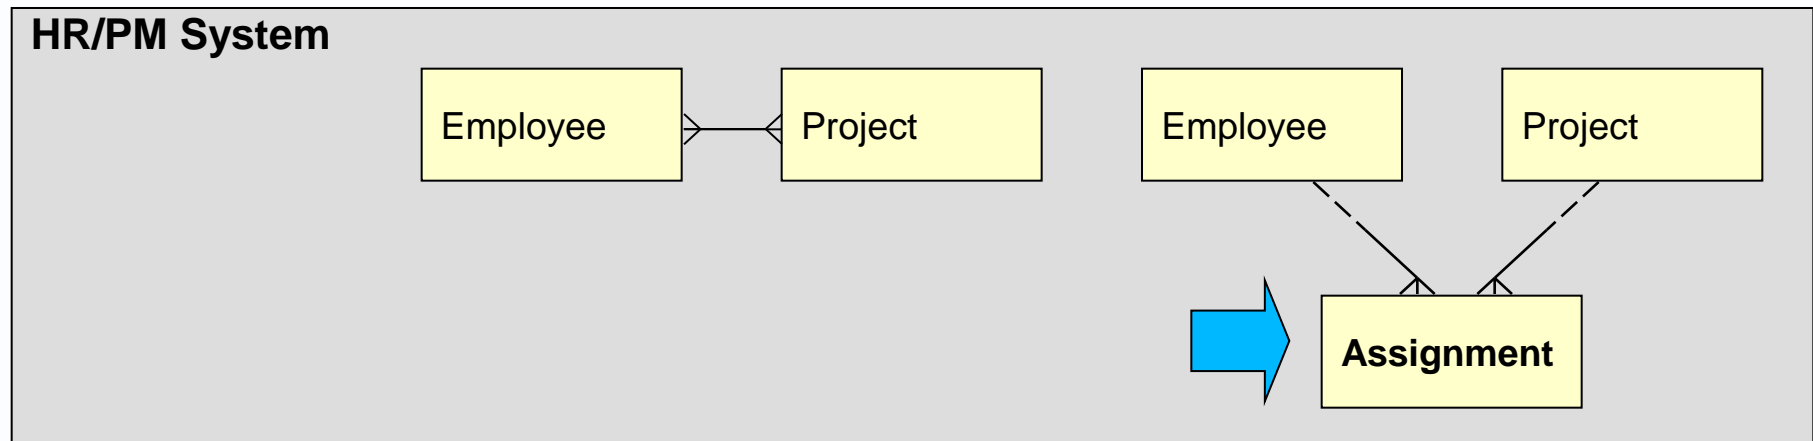 HR/PM System
Employee
Project
Employee
Project
Assignment